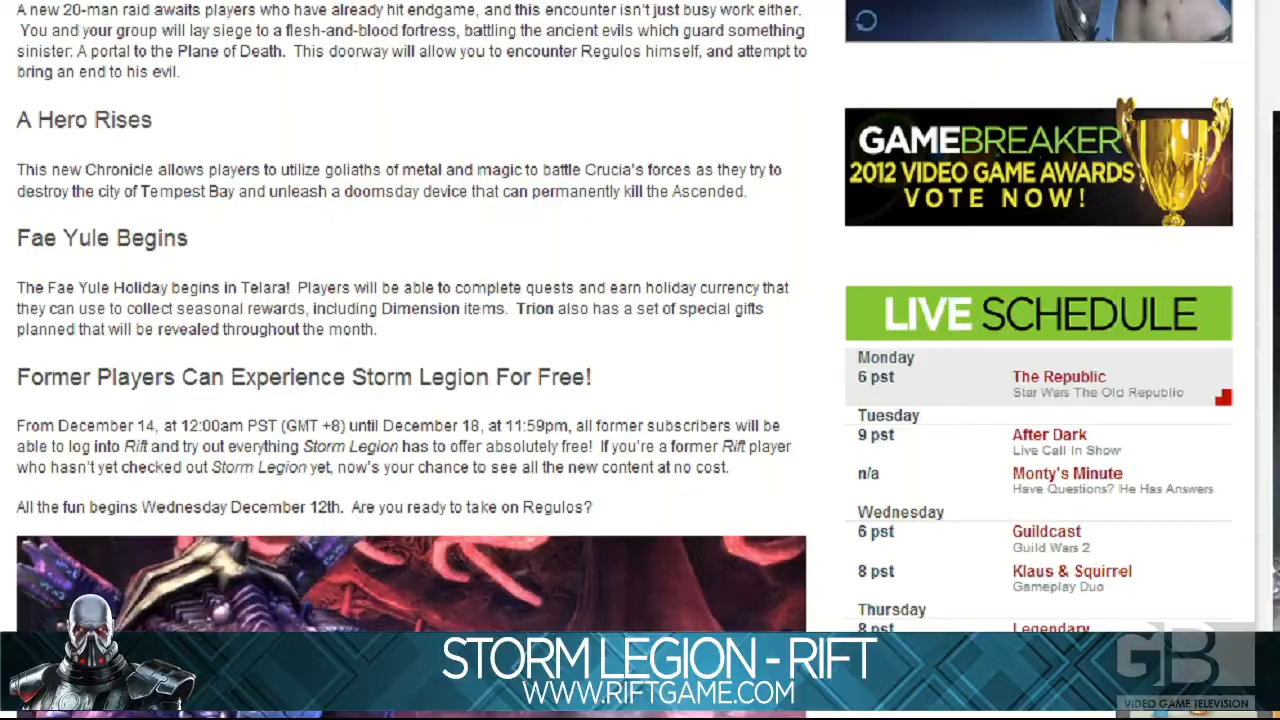 A new 20-man raid awaits players who have already hit endgame, and this encounter isn't just busy work either.
You and your group will lay siege to a flesh-and-blood fortress, battling the ancient evils which guard something
sinister: A portal to the Plane of Death.  This doorway will allow you to encounter Regulos himself, and attempt to
bring an end to his evil.
A Hero Rises
This new Chronicle allows players to utilize goliaths of metal and magic to battle Crucia's forces as they try to
destroy the city of Tempest Bay and unleash a doomsday device that can permanently kill the Ascended.
Fae Yule Begins
The Fae Yule Holiday begins in Telara!  Players will be able to complete quests and earn holiday currency that
they can use to collect seasonal rewards, including Dimension items.  Trion also has a set of special gifts
planned that will be revealed throughout the month.
Former Players Can Experience Storm Legion For Free!
From December 14, at 12:00am PST (GMT +8) until December 18, at 11:59pm, all former subscribers will be
able to log into Rift and try out everything Storm Legion has to offer absolutely free!  If you're a former Rift player
who hasn't yet checked out Storm Legion yet, now's your chance to see all the new content at no cost.
All the fun begins Wednesday December 12th.  Are you ready to take on Regulos?
GAMEBREAKER
2012 VIDEO GAME AWARDS
VOTE NOW!
LIVE SCHEDULE
Monday
6 pst The Republic
Star Wars The Old Republic
Tuesday
9 pst After Dark
Live Call In Show
n/a Monty's Minute
Have Questions? He Has Answers
Wednesday
6 pst Guildcast
Guild Wars 2
8 pst Klaus & Squirrel
Gameplay Duo
Thursday
8 pst Legendary
STORM LEGION - RIFT
WWW.RIFTGAME.COM
GB
VIDEO GAME TELEVISION